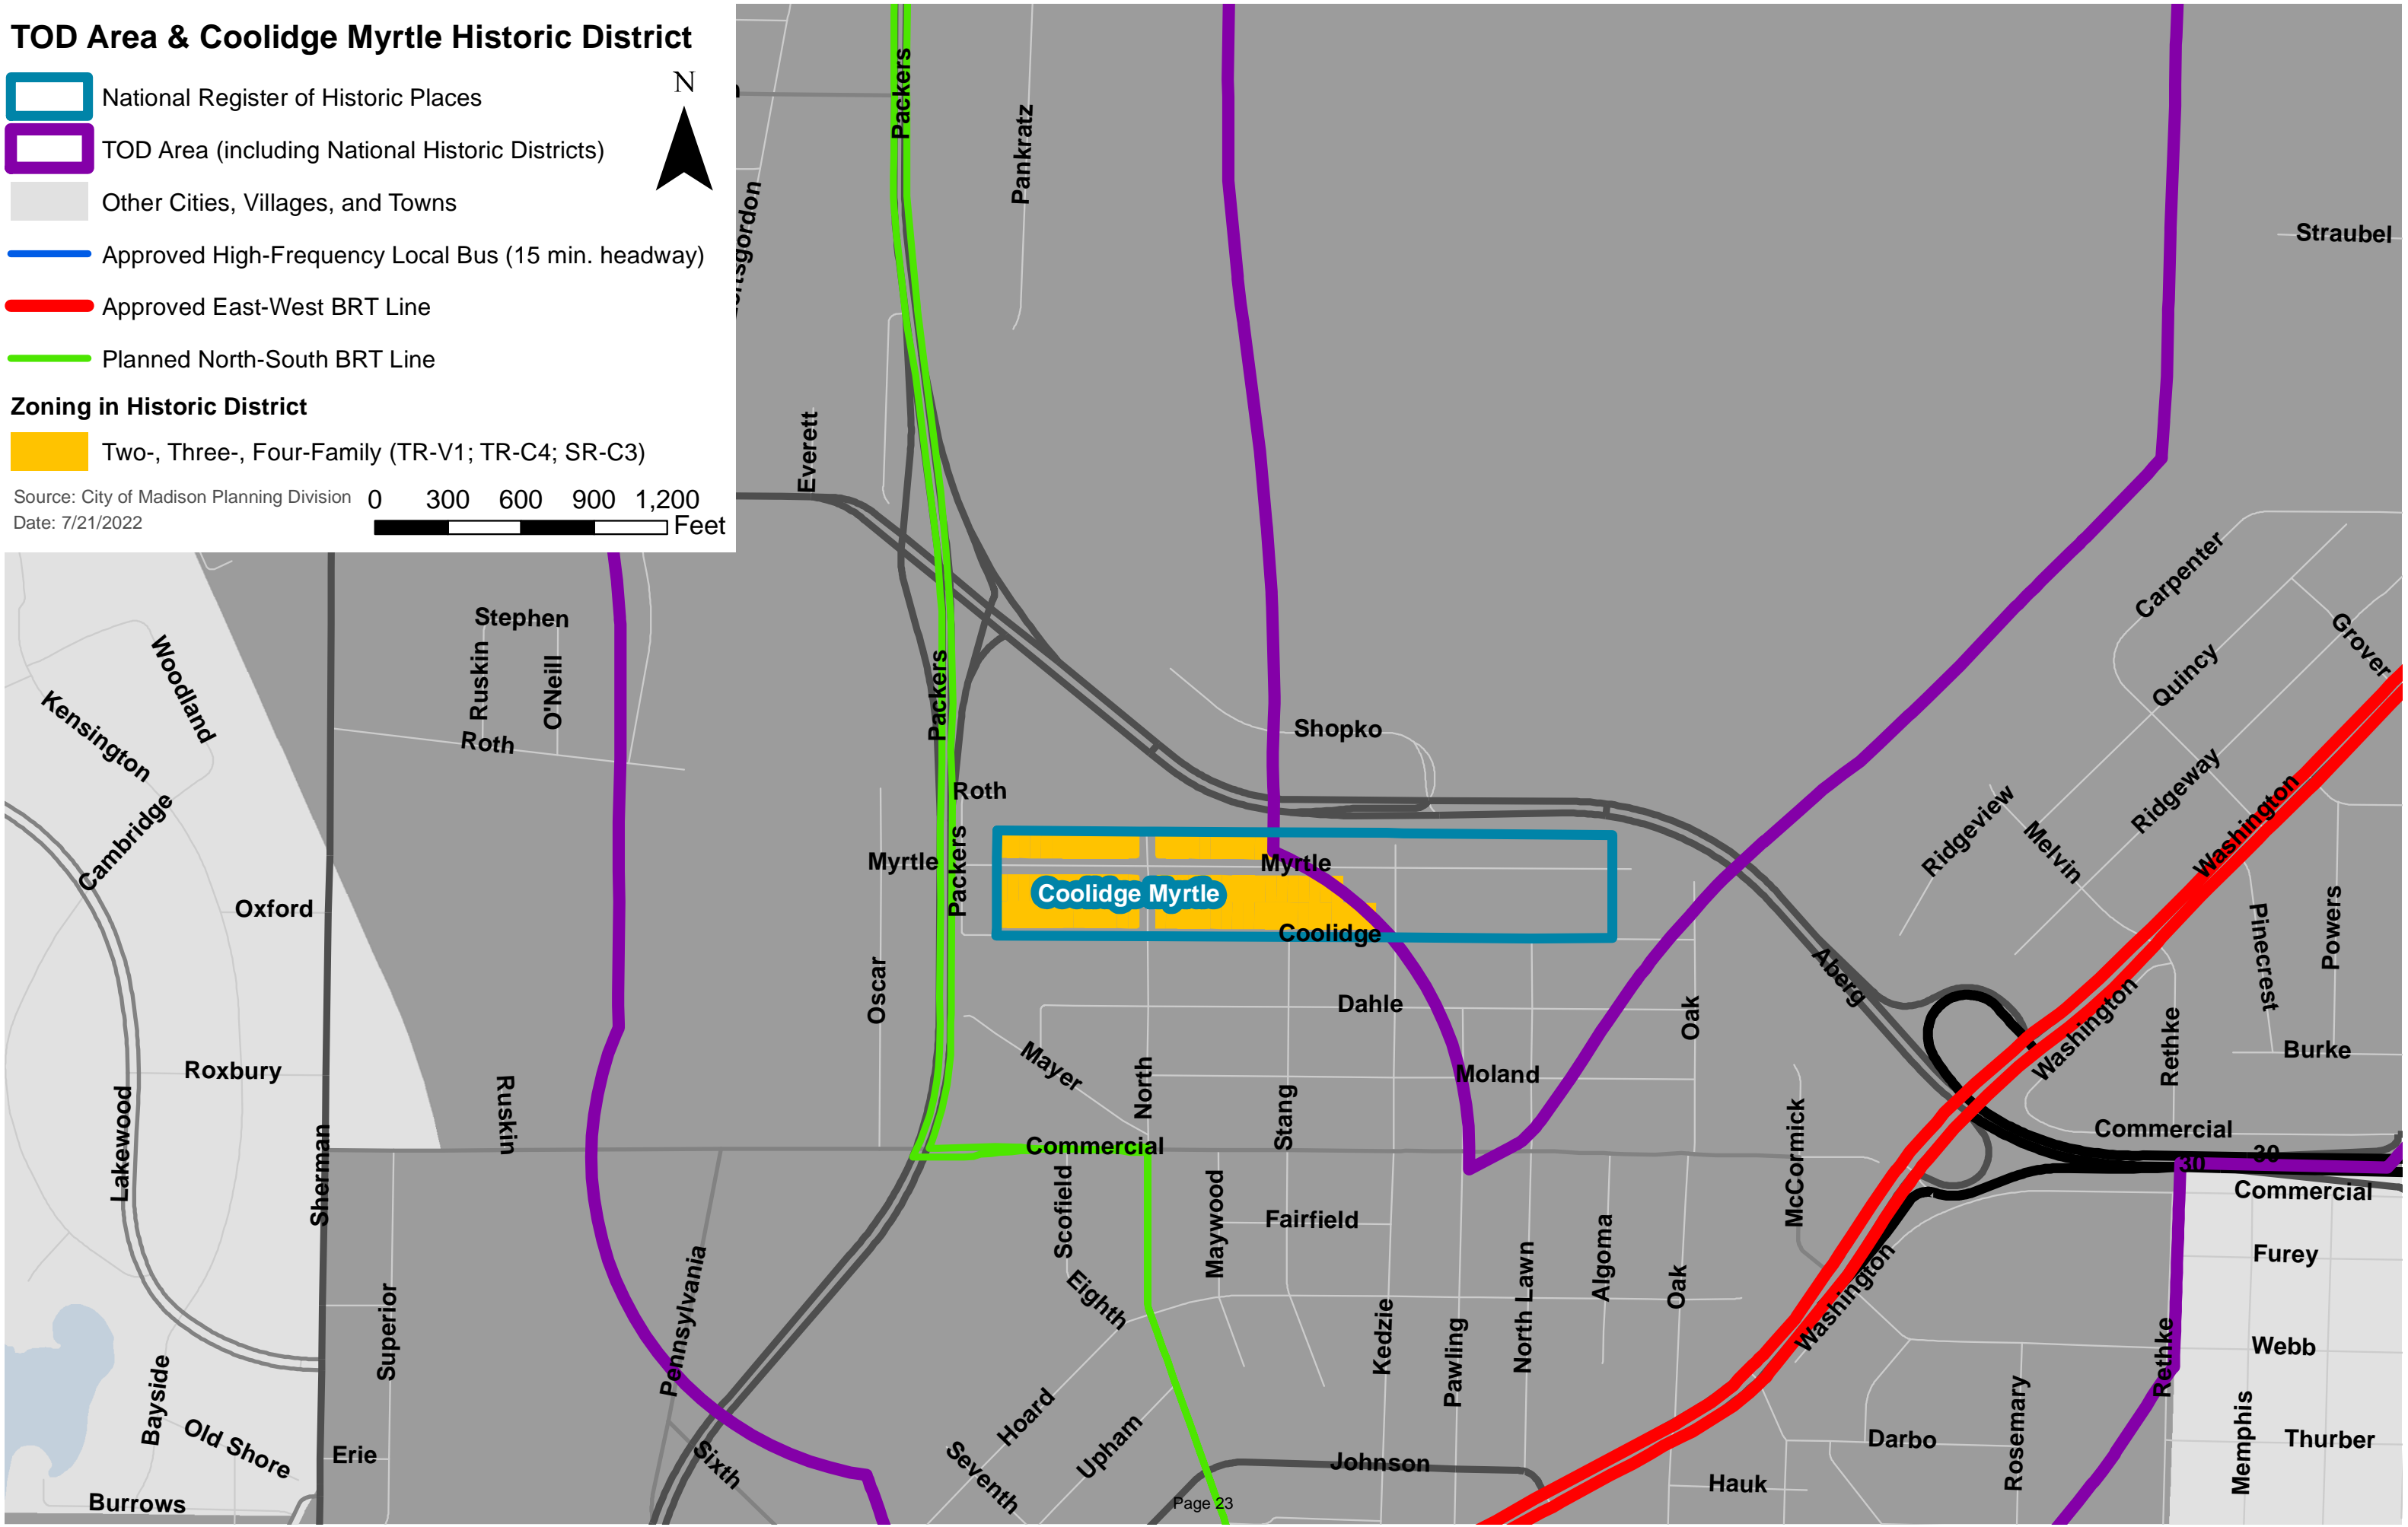 TOD Area & Coolidge Myrtle Historic District
National Register of Historic Places
N
TOD Area (including National Historic Districts)
Other Cities, Villages, and Towns
Approved High-Frequency Local Bus (15 min. headway)
Approved East-West BRT Line
Planned North-South BRT Line
Zoning in Historic District
Two-, Three-, Four-Family (TR-V1; TR-C4; SR-C3)
Source: City of Madison Planning Division
Date: 7/21/2022
0 300 600 900 1,200
Feet
Packers
Pankratz
Straubel
Everett
Carpenter
Grover
Stephen
Ruskin
O'Neill
Woodland
Kensington
Quincy
Packers
Roth
Shopko
Roth
Cambridge
Ridgeway
Washington
Ridgeview
Melvin
Myrtle
Packers
Myrtle
Coolidge Myrtle
Coolidge
Oxford
Oscar
Pinecrest
Powers
Aberg
Dahle
Oak
Washington
Rethke
Burke
Roxbury
Ruskin
Mayer
North
Stang
Moland
Lakewood
Sherman
Commercial
McCormick
Commercial
30
30
Commercial
Scofield
Maywood
Fairfield
Furey
Eighth
Algoma
Oak
Washington
Superior
Pennsylvania
Kedzie
Pawling
North Lawn
Rethke
Webb
Bayside
Old Shore
Erie
Sixth
Hoard
Upham
Seventh
Johnson
Hauk
Darbo
Rosemary
Memphis
Thurber
Burrows
Page 23